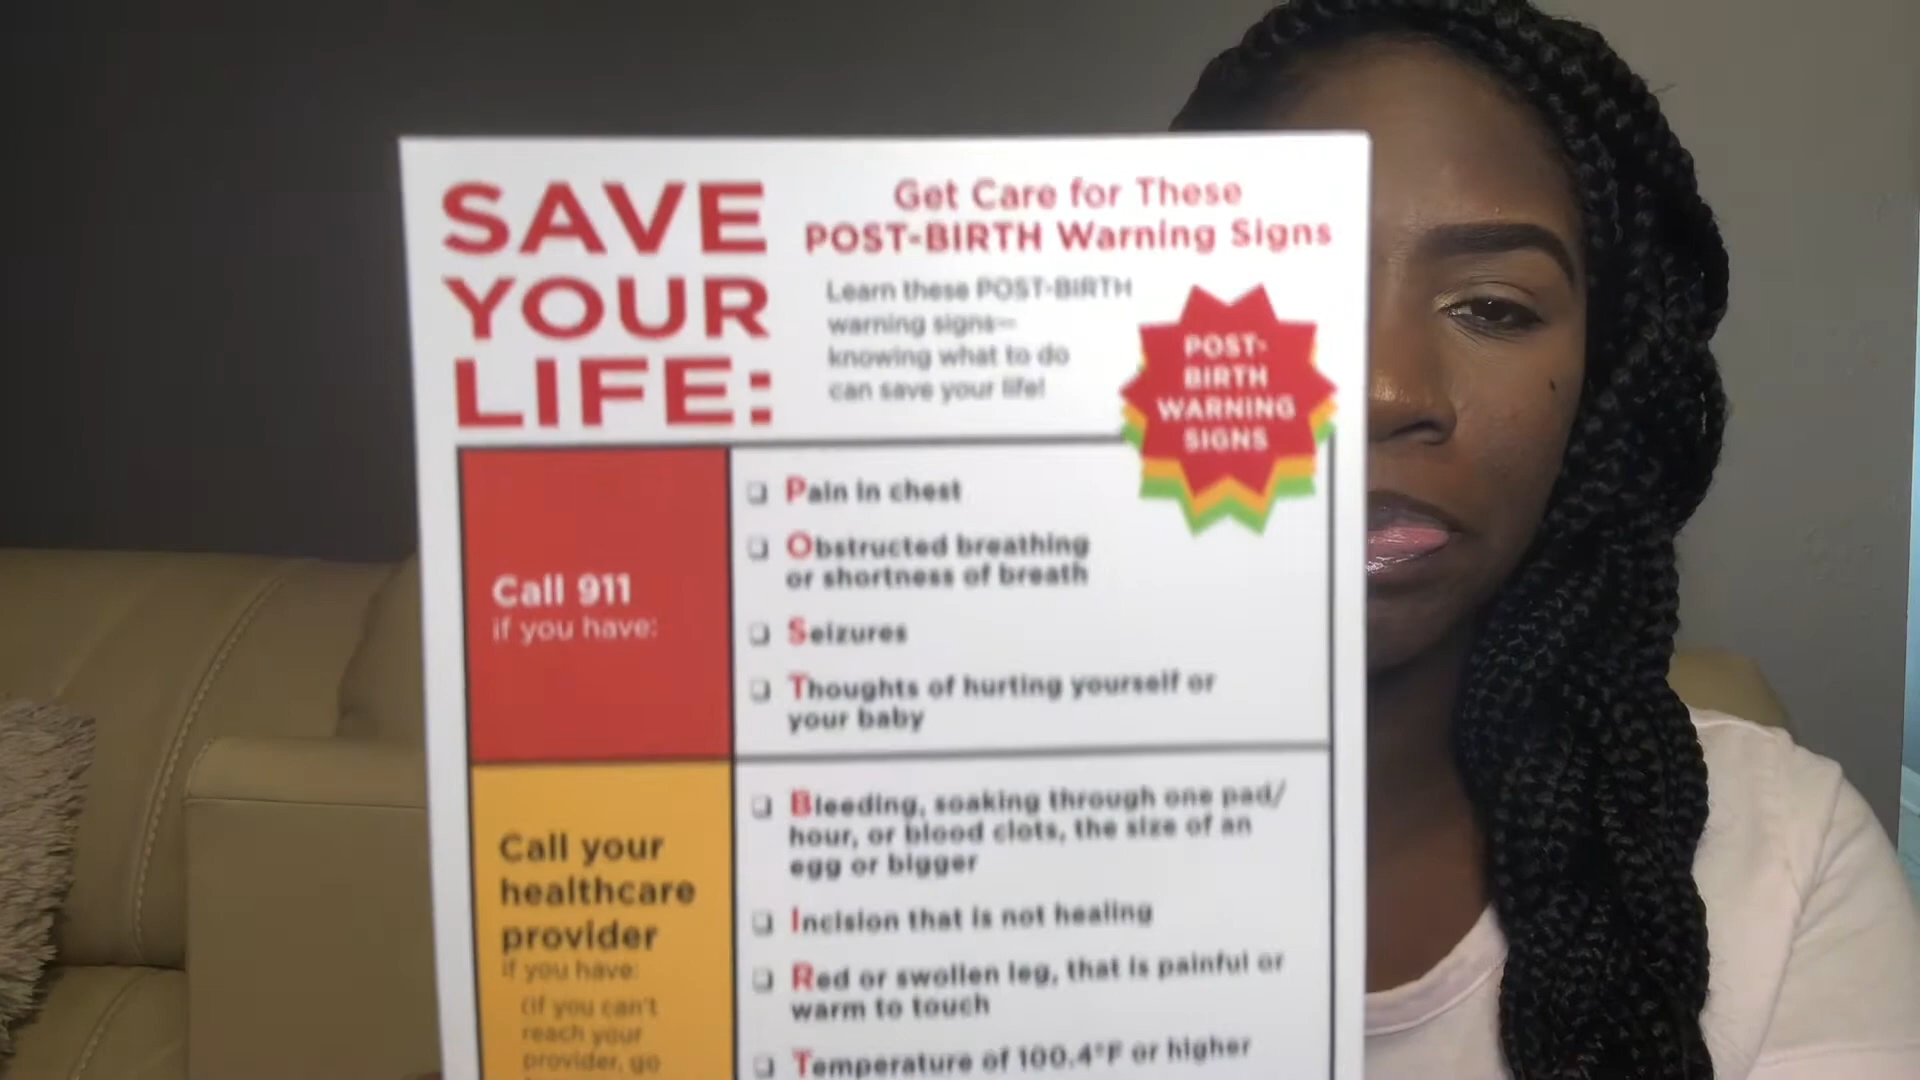 SAVE
YOUR
LIFE:
Get Care for These
POST-BIRTH Warning Signs
Learn these POST-BIRTH
warning signs—
knowing what to do
can save your life!
POST-
BIRTH
WARNING
SIGNS
Call 911
if you have:
❑ Pain in chest
❑ Obstructed breathing
or shortness of breath
❑ Seizures
❑ Thoughts of hurting yourself or
your baby
Call your
healthcare
provider
if you have:
(If you can't
reach your
provider, go
❑ Bleeding, soaking through one pad/
hour, or blood clots, the size of an
egg or bigger
❑ Incision that is not healing
❑ Red or swollen leg, that is painful or
warm to touch
❑ Temperature of 100.4°F or higher